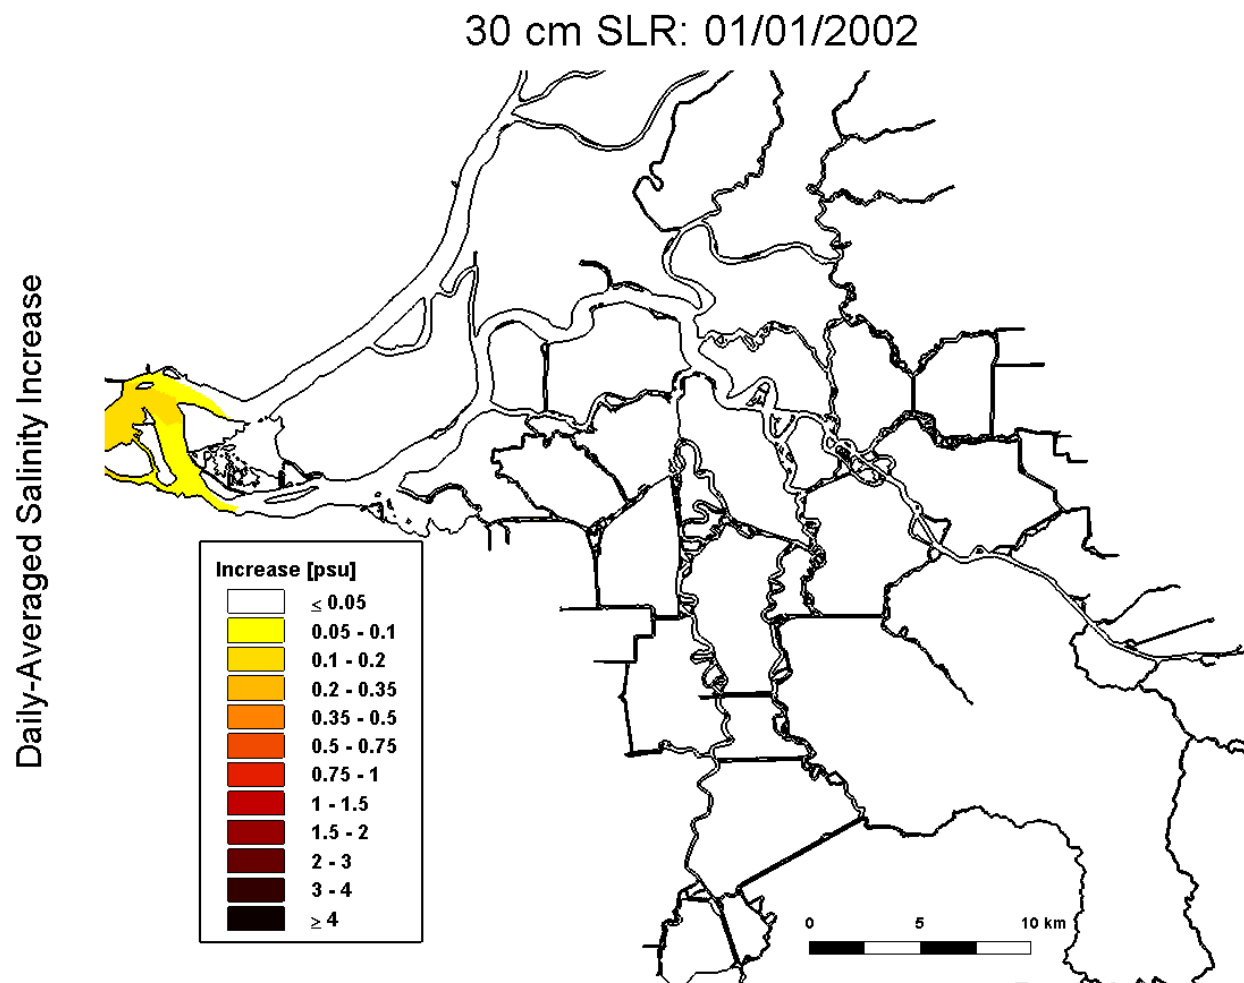 30 cm SLR: 01/01/2002
Daily-Averaged Salinity Increase
Increase [psu]
≤ 0.05
0.05 - 0.1
0.1 - 0.2
0.2 - 0.35
0.35 - 0.5
0.5 - 0.75
0.75 - 1
1 - 1.5
1.5 - 2
2 - 3
3 - 4
≥ 4
0 5 10 km